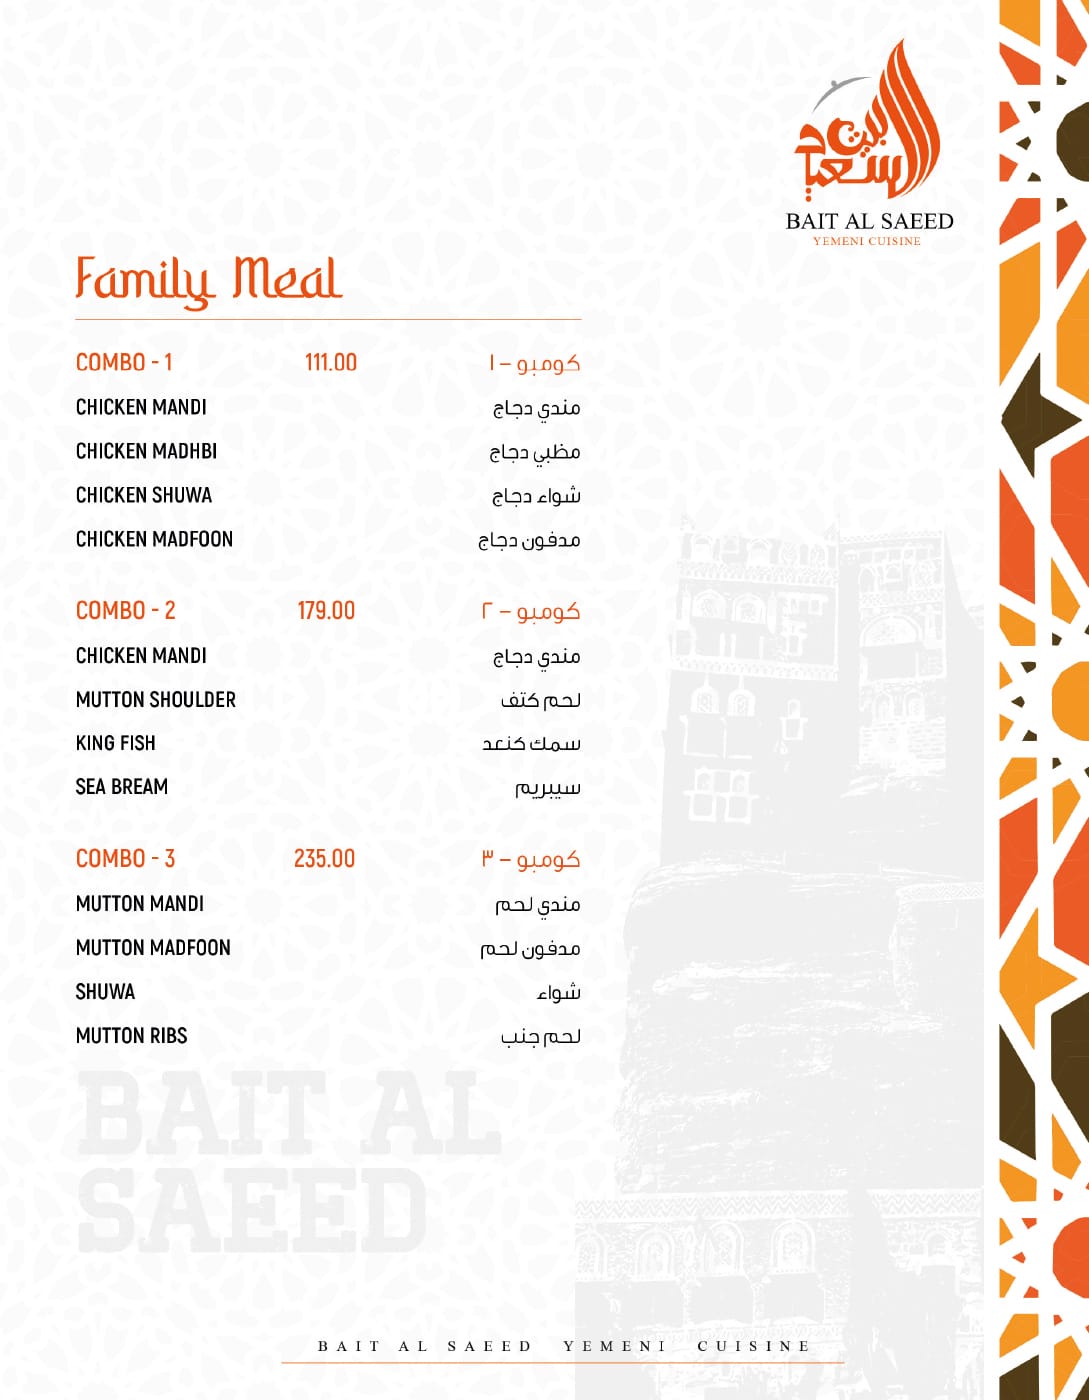 البيت السعيد
BAIT AL SAEED
YEMENI CUISINE
Family Meal
COMBO - 1 111.00 كومبو - ١
CHICKEN MANDI مندي دجاج
CHICKEN MADHBI مظبي دجاج
CHICKEN SHUWA شواء دجاج
CHICKEN MADFOON مدفون دجاج
COMBO - 2 179.00 كومبو - ٢
CHICKEN MANDI مندي دجاج
MUTTON SHOULDER لحم كتف
KING FISH سمك كنعد
SEA BREAM سيبريم
COMBO - 3 235.00 كومبو - ٣
MUTTON MANDI مندي لحم
MUTTON MADFOON مدفون لحم
SHUWA شواء
MUTTON RIBS لحم جنب
BAIT AL
SAEED
BAIT AL SAEED YEMENI CUISINE